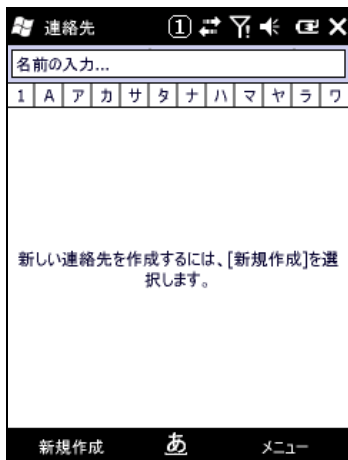 連絡先
1
名前の入力...
1 A ア カ サ タ ナ ハ マ ヤ ラ ワ
新しい連絡先を作成するには、[新規作成]を選
択します。
新規作成 あ メニュー